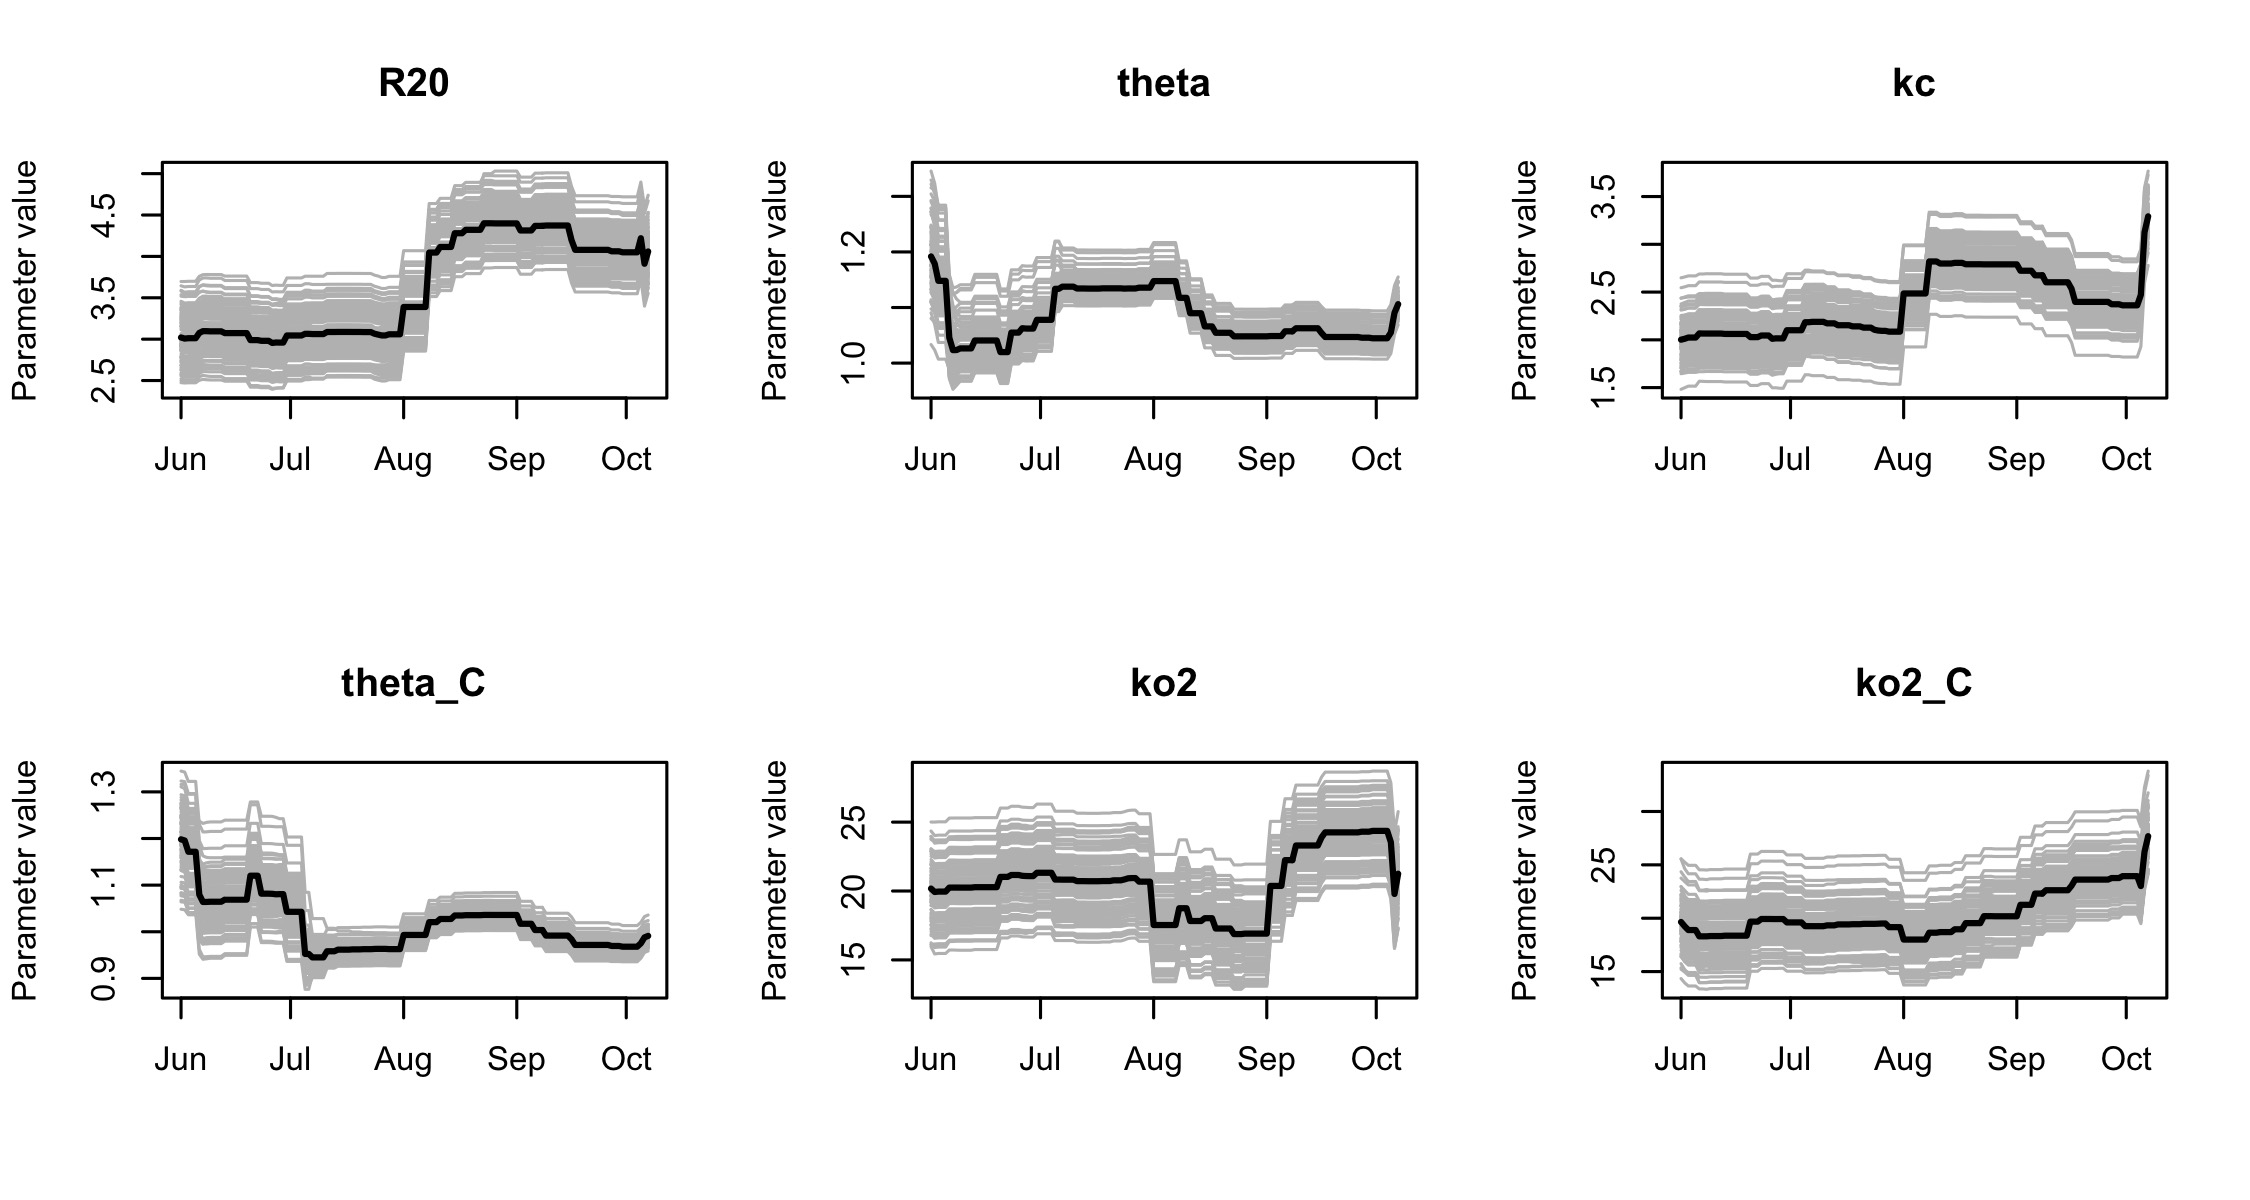 R20
Parameter value
4.5
3.5
2.5
Jun Jul Aug Sep Oct
theta
Parameter value
1.2
1.0
Jun Jul Aug Sep Oct
kc
Parameter value
3.5
2.5
1.5
Jun Jul Aug Sep Oct
theta_C
Parameter value
1.3
1.1
0.9
Jun Jul Aug Sep Oct
ko2
Parameter value
25
20
15
Jun Jul Aug Sep Oct
ko2_C
Parameter value
25
15
Jun Jul Aug Sep Oct